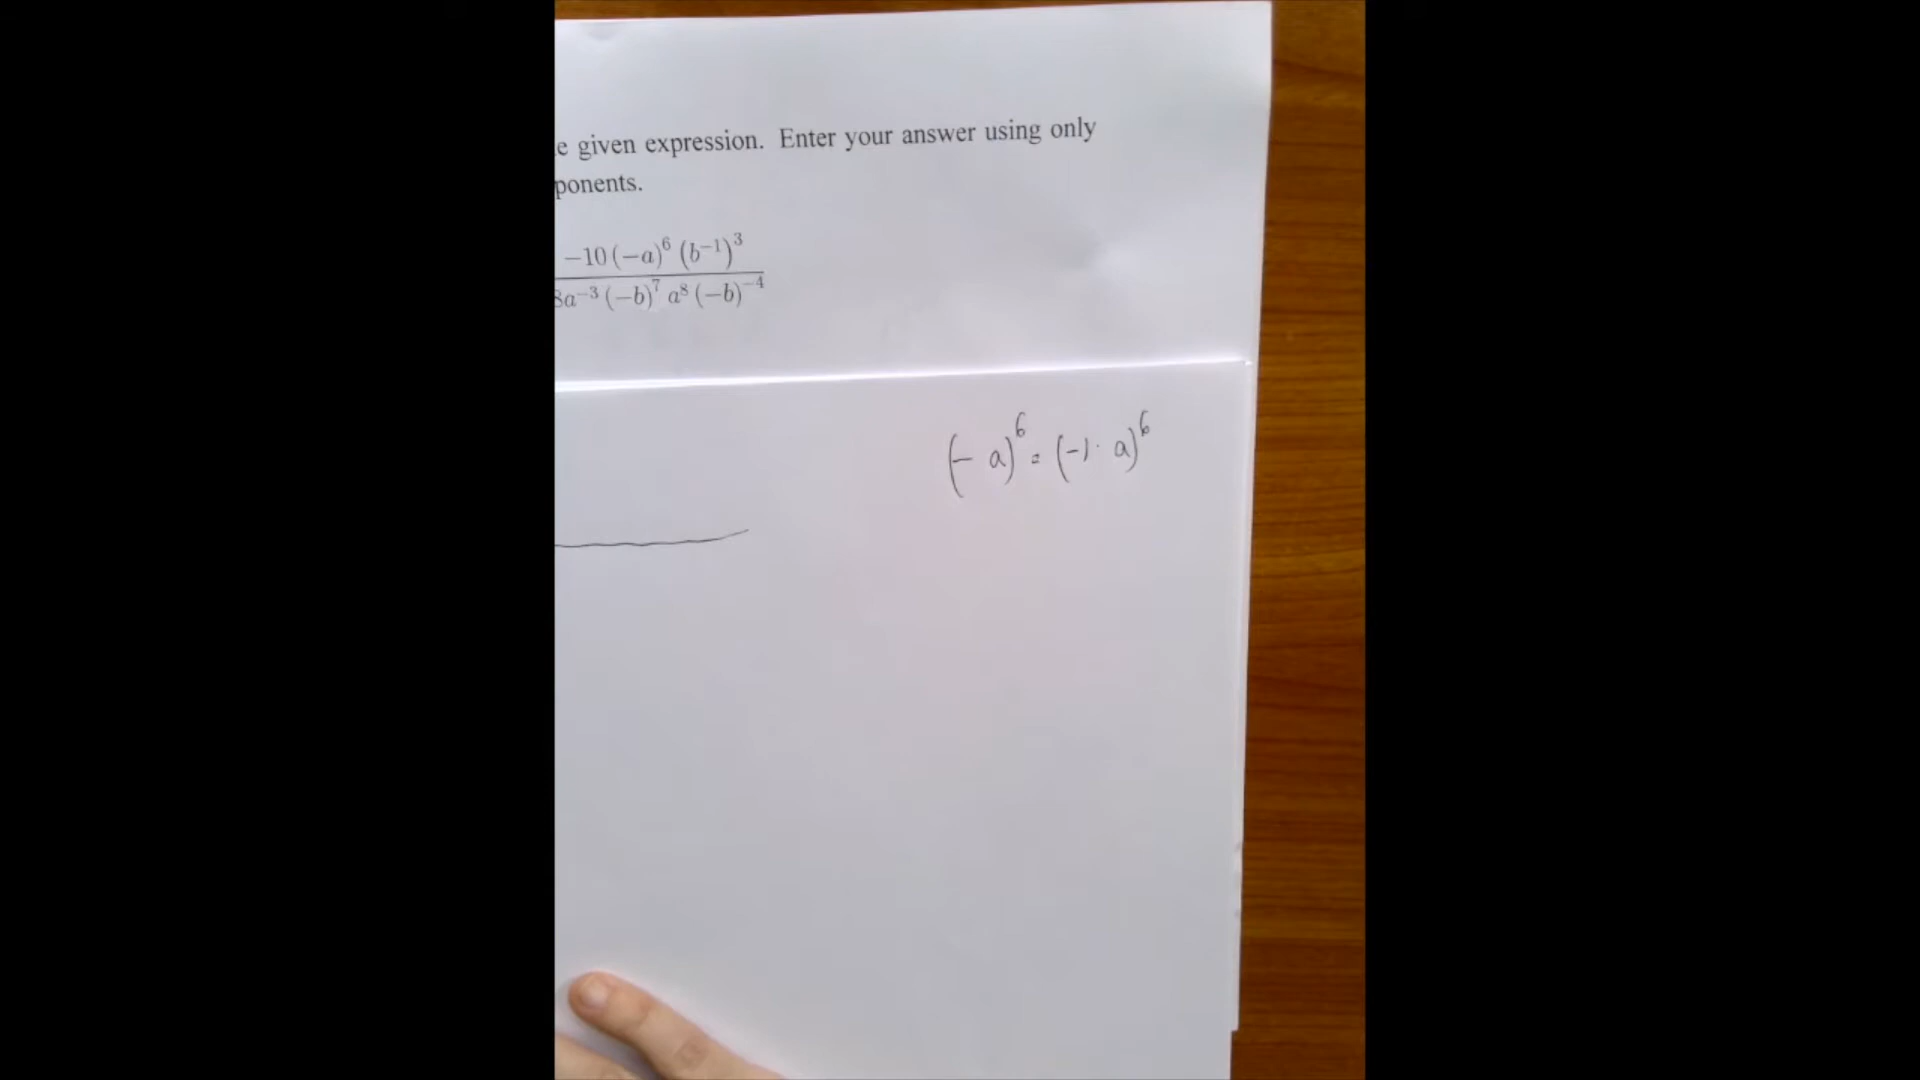 e given expression. Enter your answer using only
ponents.
−10 (−a)⁶ (b⁻¹)³
8a⁻³ (−b)⁷ a⁸ (−b)⁻⁴
(− a)⁶ = (−1 · a)⁶